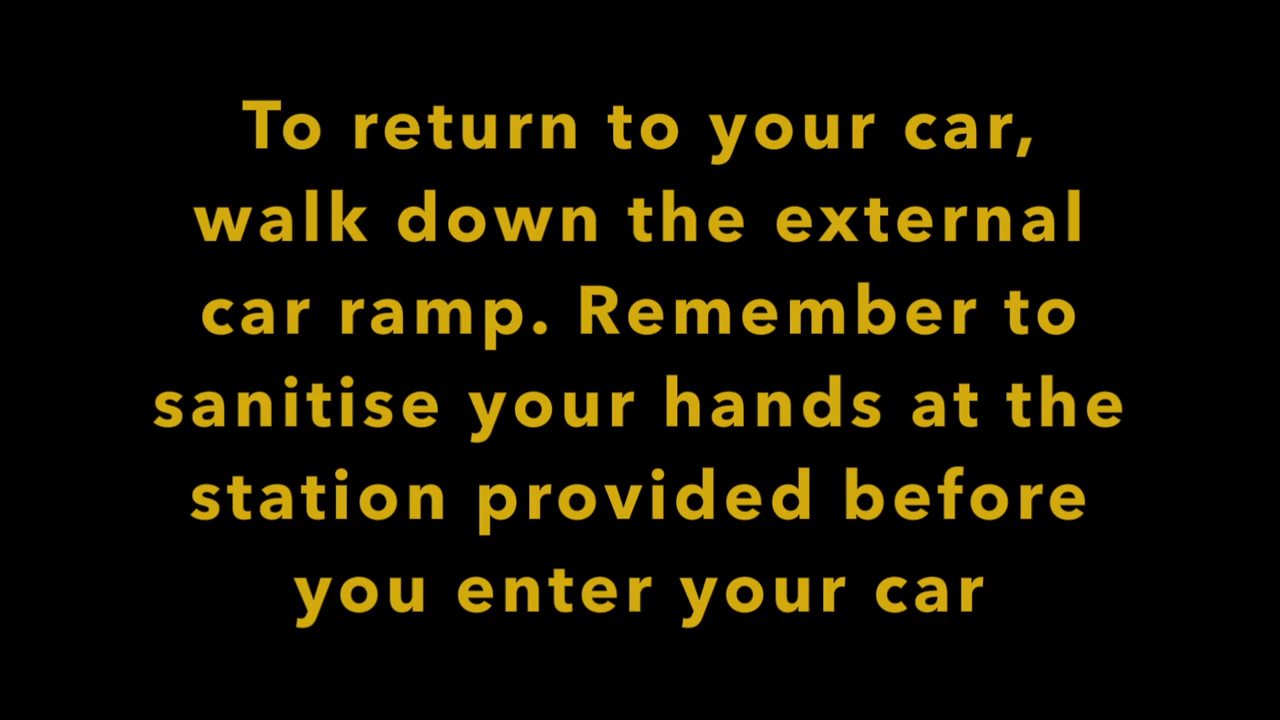 To return to your car,
walk down the external
car ramp. Remember to
sanitise your hands at the
station provided before
you enter your car